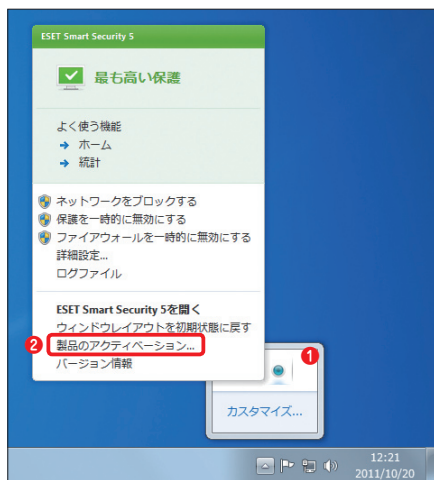 ESET Smart Security 5
最も高い保護
よく使う機能
→ ホーム
→ 統計
ネットワークをブロックする
保護を一時的に無効にする
ファイアウォールを一時的に無効にする
詳細設定...
ログファイル
ESET Smart Security 5を開く
ウィンドウレイアウトを初期状態に戻す
❷ 製品のアクティベーション...
バージョン情報
❶
カスタマイズ...
12:21
2011/10/20